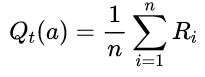 Q_t(a) = \frac{1}{n} \sum_{i=1}^{n} R_i